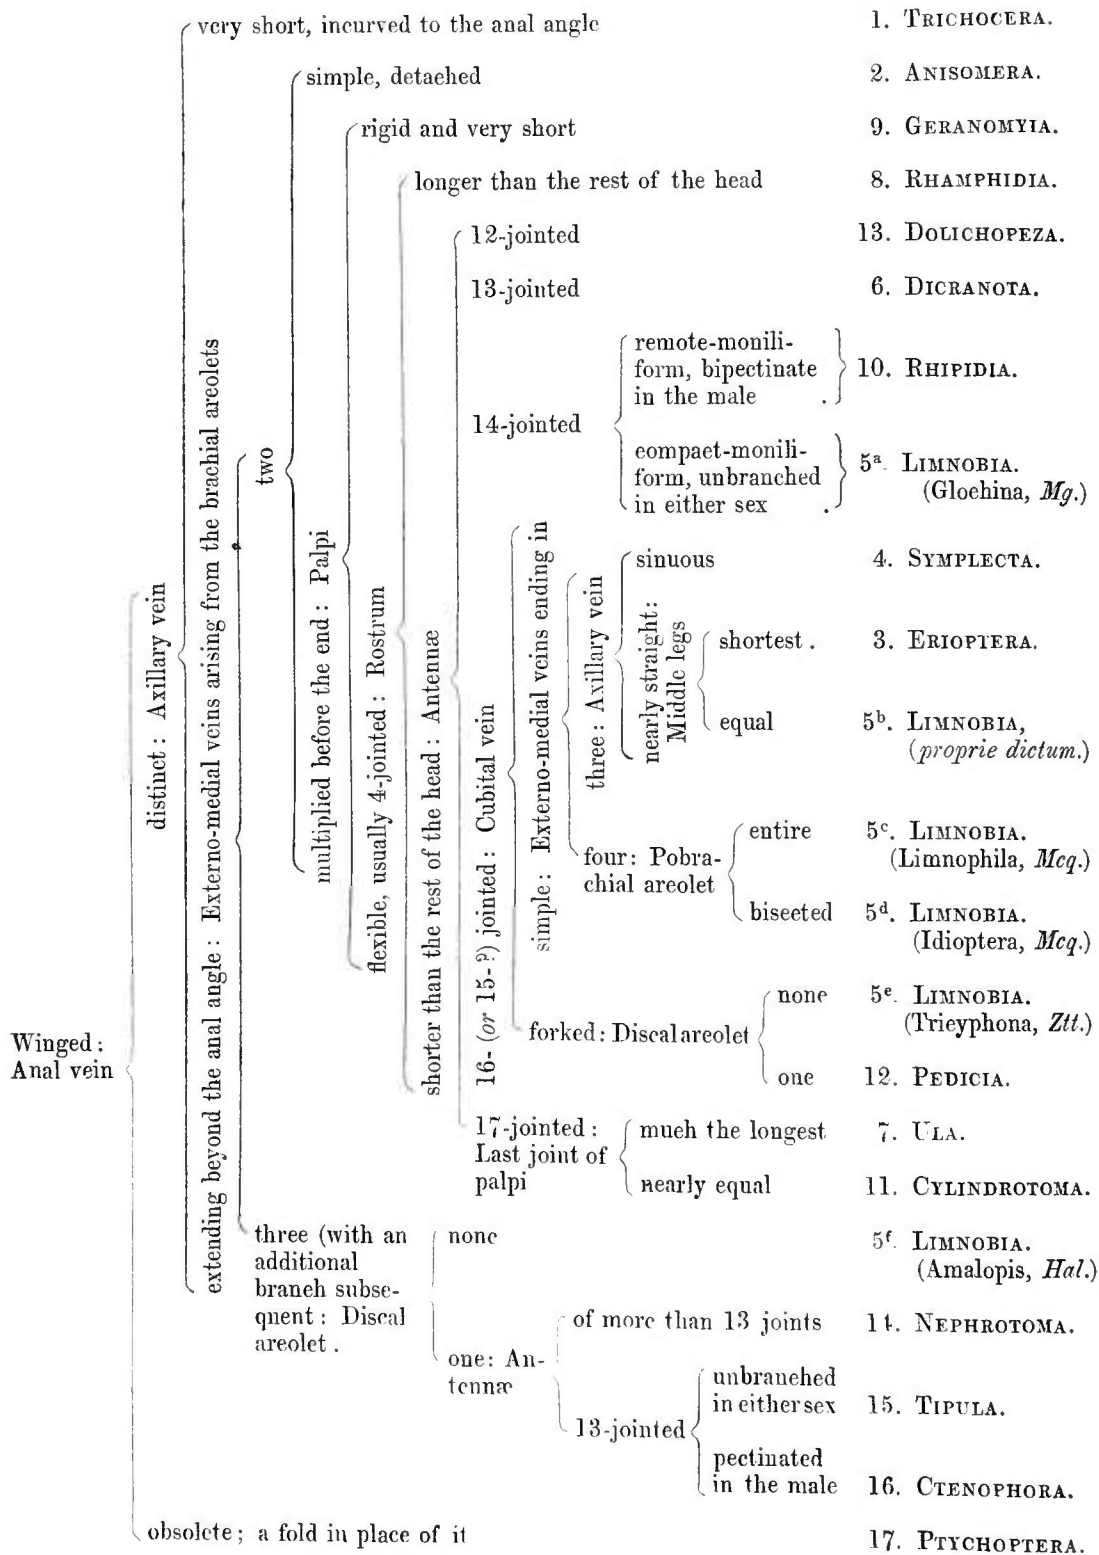 very short, incurved to the anal angle 1. TRICHOCERA.
simple, detached 2. ANISOMERA.
rigid and very short 9. GERANOMYIA.
longer than the rest of the head 8. RHAMPHIDIA.
12-jointed 13. DOLICHOPEZA.
13-jointed 6. DICRANOTA.
14-jointed
remote-monili-
form, bipectinate
in the male . 10. RHIPIDIA.
compact-monili-
form, unbranched
in either sex . 5a. LIMNOBIA.
(Glochina, Mg.)
sinuous 4. SYMPLECTA.
shortest . 3. ERIOPTERA.
equal 5b. LIMNOBIA,
(proprie dictum.)
three : Axillary vein
nearly straight :
Middle legs
four: Pobra-
chial areolet
entire 5c. LIMNOBIA.
(Limnophila, Mcq.)
bisected 5d. LIMNOBIA.
(Idioptera, Mcq.)
simple : Externo-medial veins ending in
forked: Discal areolet
none 5e. LIMNOBIA.
(Tricyphona, Ztt.)
one 12. PEDICIA.
16- (or 15-?) jointed : Cubital vein
17-jointed :
Last joint of
palpi
much the longest 7. ULA.
nearly equal 11. CYLINDROTOMA.
shorter than the rest of the head : Antennæ
flexible, usually 4-jointed : Rostrum
multiplied before the end : Palpi
two
three (with an
additional
branch subse-
quent : Discal
areolet .
none 5f. LIMNOBIA.
(Amalopis, Hal.)
one: An-
tennæ
of more than 13 joints 14. NEPHROTOMA.
13-jointed
unbranched
in either sex 15. TIPULA.
pectinated
in the male 16. CTENOPHORA.
extending beyond the anal angle : Externo-medial veins arising from the brachial areolets
distinct : Axillary vein
Winged :
Anal vein
obsolete ; a fold in place of it 17. PTYCHOPTERA.